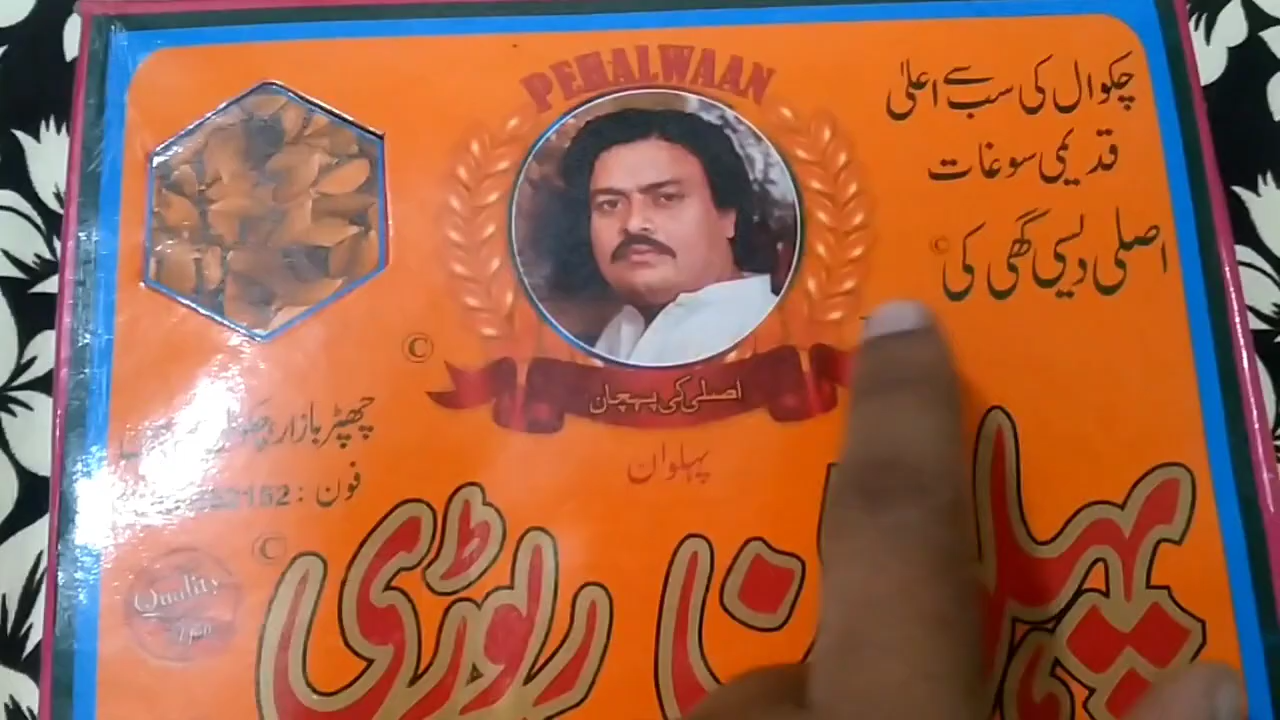 PEHALWAAN
چکوال کی سب سے اعلیٰ
قدیمی سوغات
اصلی دیسی گھی کی
©
©
اصلی کی پہچان
پہلوان
چھپڑ بازار
فون :
©
ریوڑی
Quality